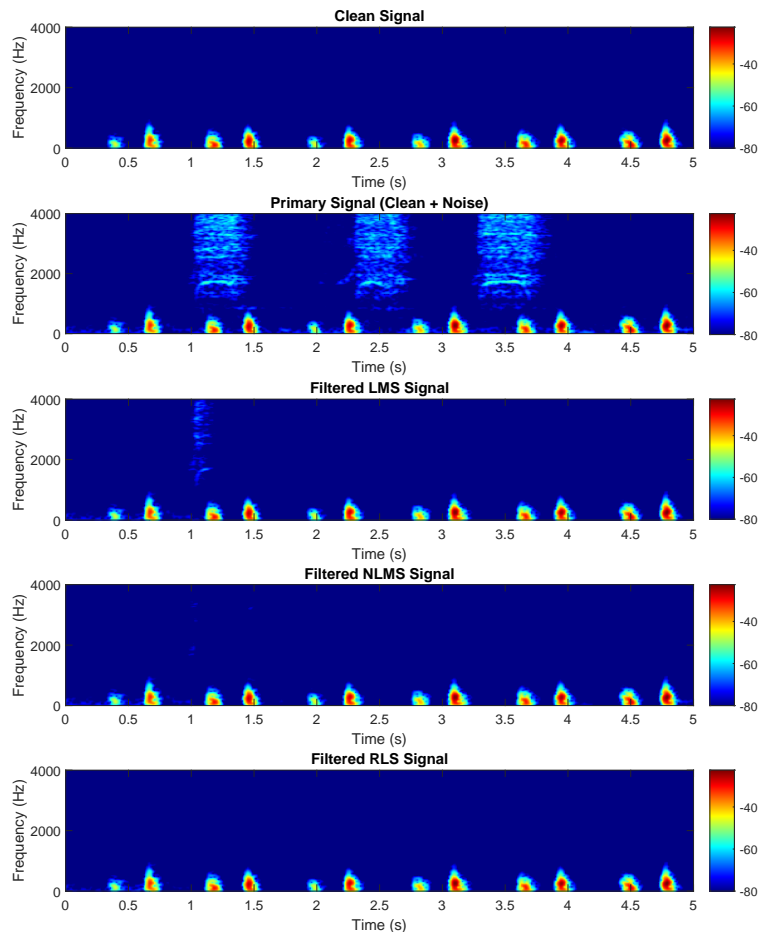 Clean Signal
4000
2000
0
Frequency (Hz)
0 0.5 1 1.5 2 2.5 3 3.5 4 4.5 5
Time (s)
-40
-60
-80
Primary Signal (Clean + Noise)
4000
2000
0
Frequency (Hz)
0 0.5 1 1.5 2 2.5 3 3.5 4 4.5 5
Time (s)
-40
-60
-80
Filtered LMS Signal
4000
2000
0
Frequency (Hz)
0 0.5 1 1.5 2 2.5 3 3.5 4 4.5 5
Time (s)
-40
-60
-80
Filtered NLMS Signal
4000
2000
0
Frequency (Hz)
0 0.5 1 1.5 2 2.5 3 3.5 4 4.5 5
Time (s)
-40
-60
-80
Filtered RLS Signal
4000
2000
0
Frequency (Hz)
0 0.5 1 1.5 2 2.5 3 3.5 4 4.5 5
Time (s)
-40
-60
-80